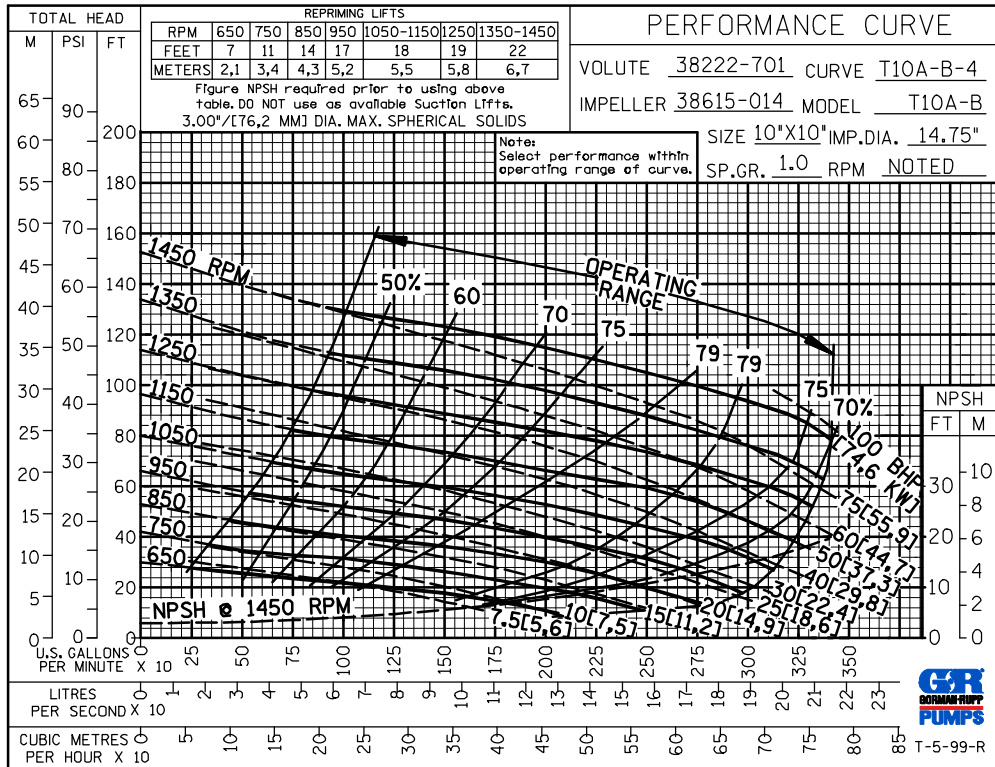 TOTAL HEAD
M PSI FT
REPRIMING LIFTS
RPM 650 750 850 950 1050-1150 1250 1350-1450
FEET 7 11 14 17 18 19 22
METERS 2,1 3,4 4,3 5,2 5,5 5,8 6,7
Figure NPSH required prior to using above
table. DO NOT use as available Suction Lifts.
3.00"/[76,2 MM] DIA. MAX. SPHERICAL SOLIDS
PERFORMANCE CURVE
VOLUTE 38222-701 CURVE T10A-B-4
IMPELLER 38615-014 MODEL T10A-B
SIZE 10"X10" IMP.DIA. 14.75"
SP.GR. 1.0 RPM NOTED
Note:
Select performance within
operating range of curve.
65 60 55 50 45 40 35 30 25 20 15 10 5 0
90 80 70 60 50 40 30 20 10 0
200 180 160 140 120 100 80 60 40 20 0
OPERATING
RANGE
1450 RPM
1350
1250
1150
1050
950
850
750
650
50% 60 70 75 79 79 75 70%
100 BHP
[74,6 KW]
75[55,9]
60[44,7]
50[37,3]
40[29,8]
30[22,4]
25[18,6]
20[14,9]
15[11,2]
10[7,5]
7.5[5,6]
NPSH @ 1450 RPM
NPSH
FT M
30 20 10 0
10 8 6 4 2 0
U.S. GALLONS
PER MINUTE X 10
0 25 50 75 100 125 150 175 200 225 250 275 300 325 350
LITRES
PER SECOND X 10
0 1 2 3 4 5 6 7 8 9 10 11 12 13 14 15 16 17 18 19 20 21 22 23
CUBIC METRES
PER HOUR X 10
0 5 10 15 20 25 30 35 40 45 50 55 60 65 70 75 80 85
GR
GORMAN-RUPP
PUMPS
T-5-99-R